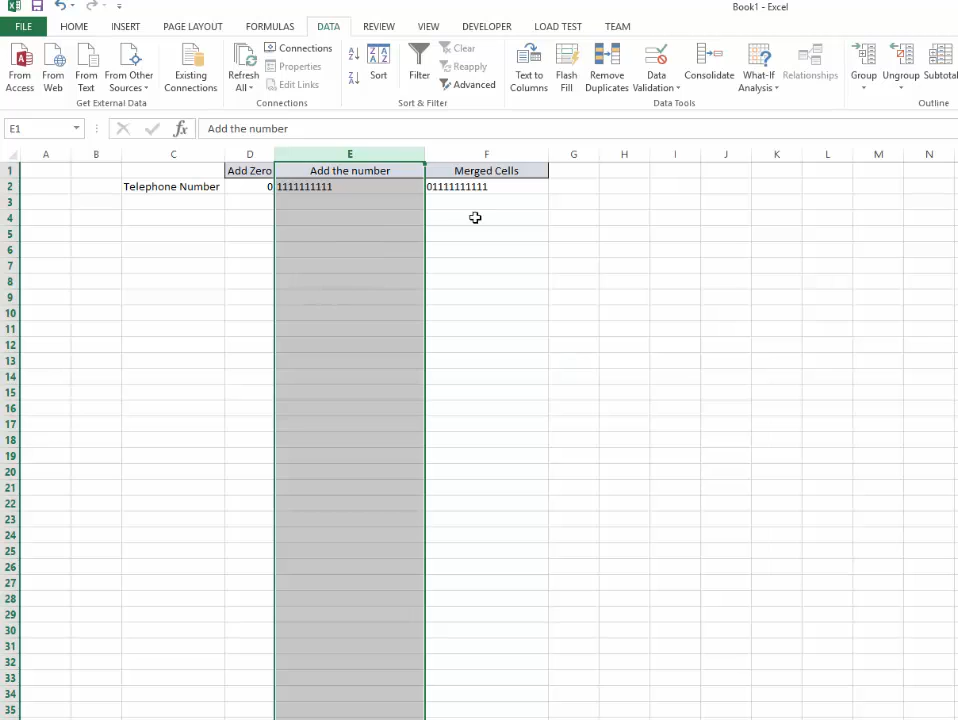 Book1 - Excel
FILE HOME INSERT PAGE LAYOUT FORMULAS DATA REVIEW VIEW DEVELOPER LOAD TEST TEAM
From Access
From Web
From Text
From Other Sources
Existing Connections
Refresh All
Connections
Properties
Edit Links
A Z
Z A
Z A A Z
Sort
Filter
Clear
Reapply
Advanced
Text to Columns
Flash Fill
Remove Duplicates
Data Validation
Consolidate
What-If Analysis
Relationships
Group
Ungroup
Subtotal
Get External Data Connections Sort & Filter Data Tools Outline
E1 fx Add the number
A B C D E F G H I J K L M N
1 Add Zero Add the number Merged Cells
2 Telephone Number 0 1111111111 01111111111
3
4
5
6
7
8
9
10
11
12
13
14
15
16
17
18
19
20
21
22
23
24
25
26
27
28
29
30
31
32
33
34
35